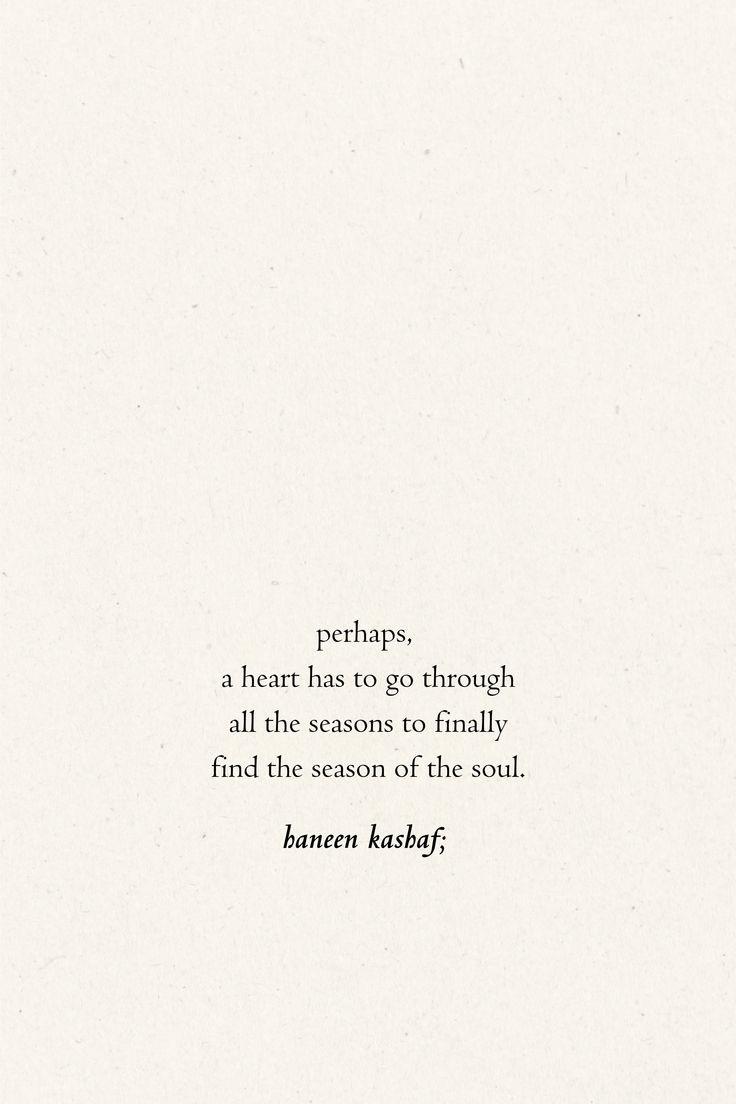 perhaps,
a heart has to go through
all the seasons to finally
find the season of the soul.
haneen kashaf;